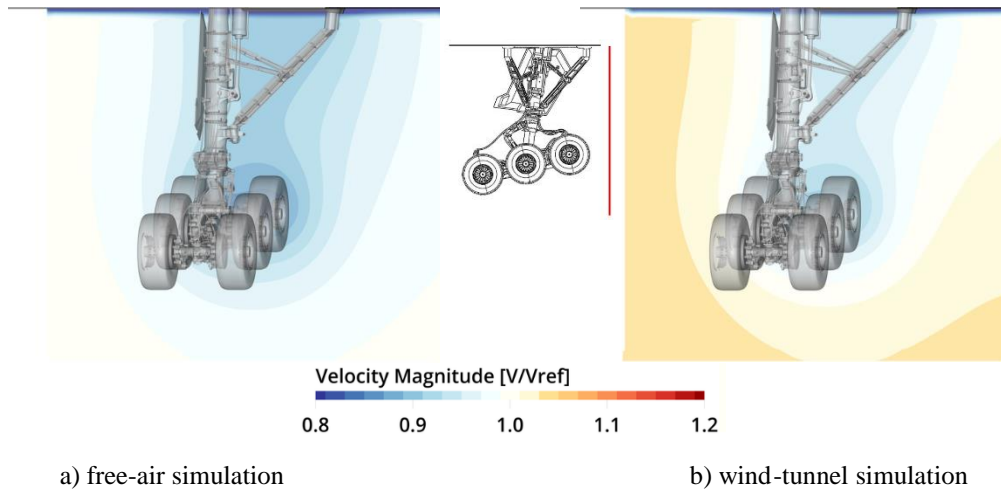 Velocity Magnitude [V/Vref]
0.8 0.9 1.0 1.1 1.2
a) free-air simulation
b) wind-tunnel simulation